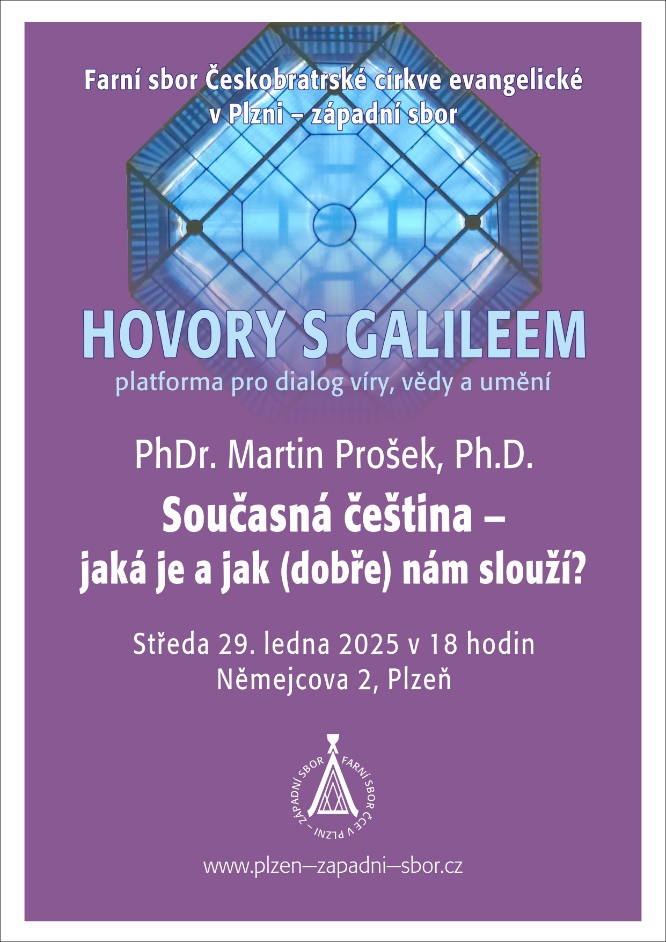 Farní sbor Českobratrské církve evangelické
v Plzni – západní sbor
HOVORY S GALILEEM
platforma pro dialog víry, vědy a umění
PhDr. Martin Prošek, Ph.D.
Současná čeština –
jaká je a jak (dobře) nám slouží?
Středa 29. ledna 2025 v 18 hodin
Němejcova 2, Plzeň
FARNÍ SBOR ČCE V PLZNI – ZÁPADNÍ SBOR
www.plzen—zapadni—sbor.cz